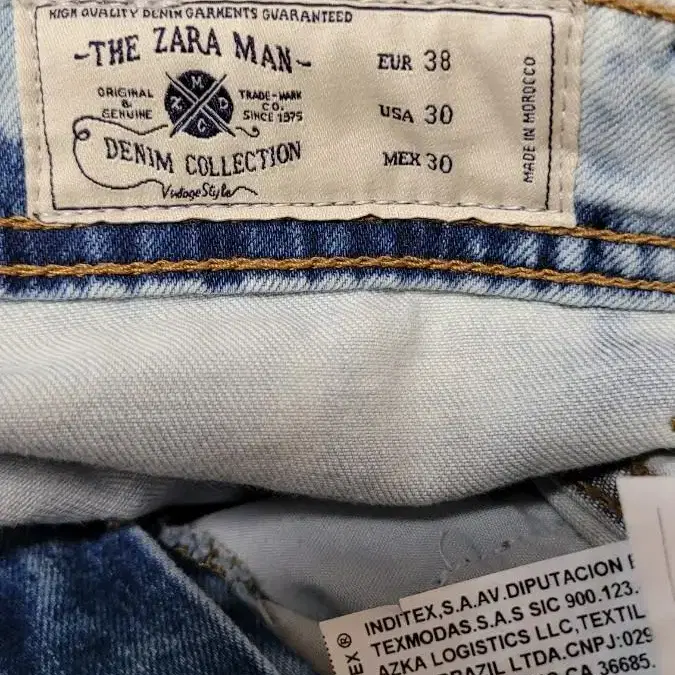 HIGH QUALITY DENIM GARMENTS GUARANTEED
-THE ZARA MAN-
ORIGINAL & GENUINE
M
Z D
C
TRADE-MARK CO. SINCE 1975
DENIM COLLECTION
Vintage Style
EUR 38
USA 30
MEX 30
MADE IN MOROCCO
INDITEX,S.A.AV.DIPUTACION
TEXMODAS.S.A.S SIC 900.123.
AZKA LOGISTICS LLC,TEXTIL
BRAZIL LTDA.CNPJ:029
CA 36685.
EX ®